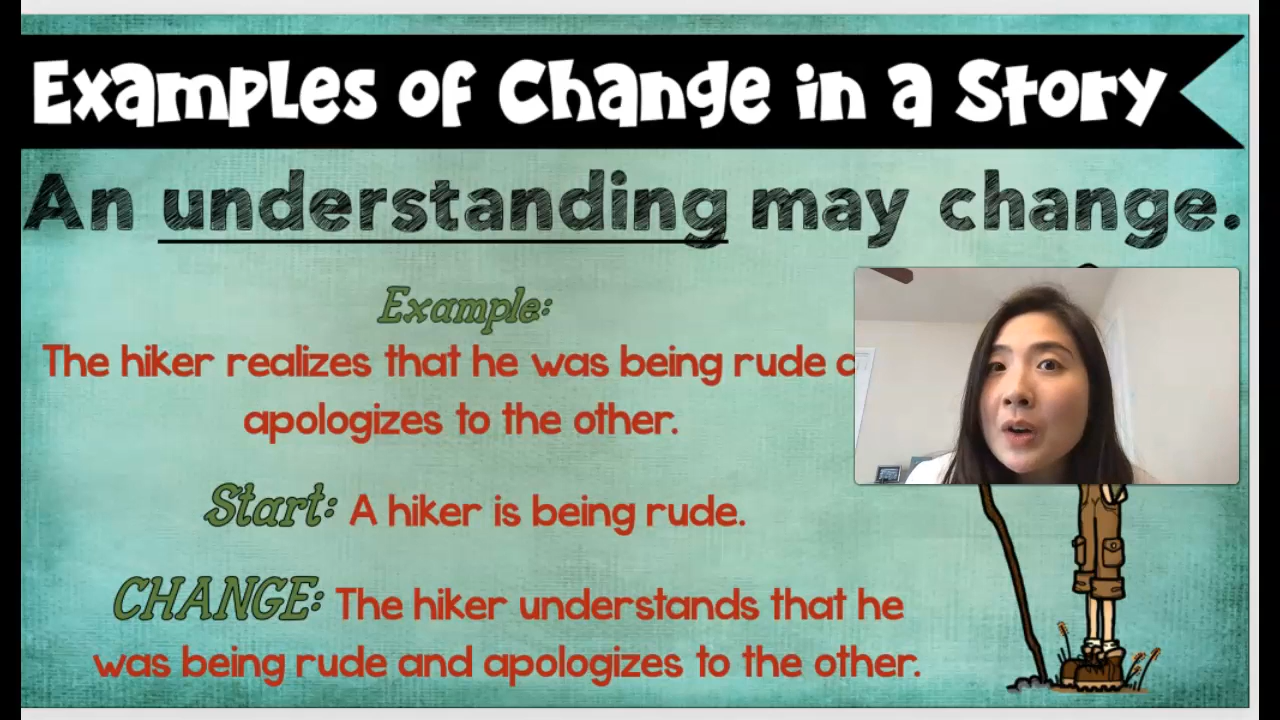 Examples of Change in a Story
An understanding may change.
Example:
The hiker realizes that he was being rude
apologizes to the other.
Start: A hiker is being rude.
CHANGE: The hiker understands that he
was being rude and apologizes to the other.